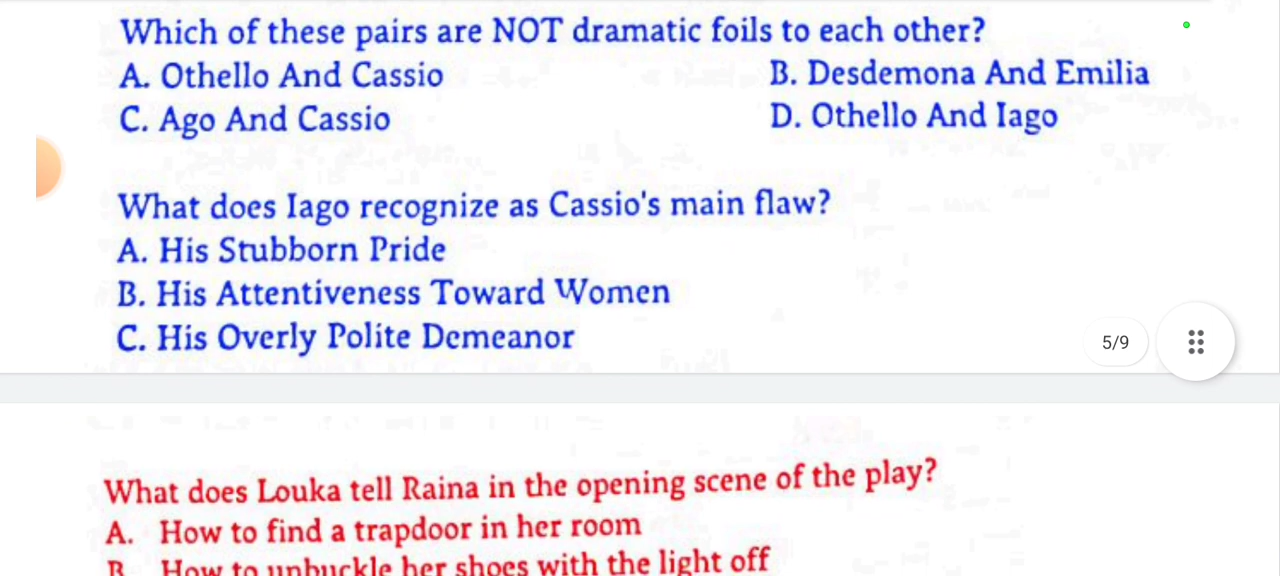 Which of these pairs are NOT dramatic foils to each other?
A. Othello And Cassio B. Desdemona And Emilia
C. Ago And Cassio D. Othello And Iago
What does Iago recognize as Cassio's main flaw?
A. His Stubborn Pride
B. His Attentiveness Toward Women
C. His Overly Polite Demeanor
5/9
What does Louka tell Raina in the opening scene of the play?
A. How to find a trapdoor in her room
B. How to unbuckle her shoes with the light off